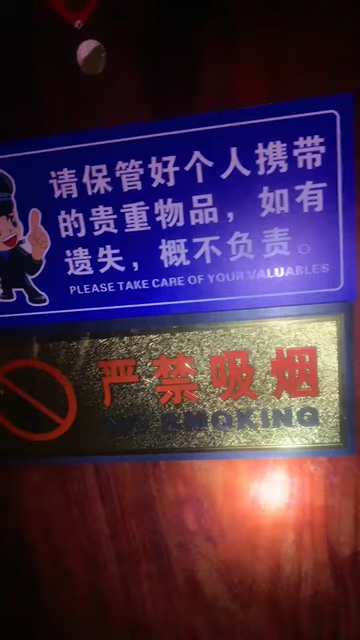 请保管好个人携带
的贵重物品，如有
遗失，概不负责。
PLEASE TAKE CARE OF YOUR VALUABLES
严禁吸烟
NO SMOKING